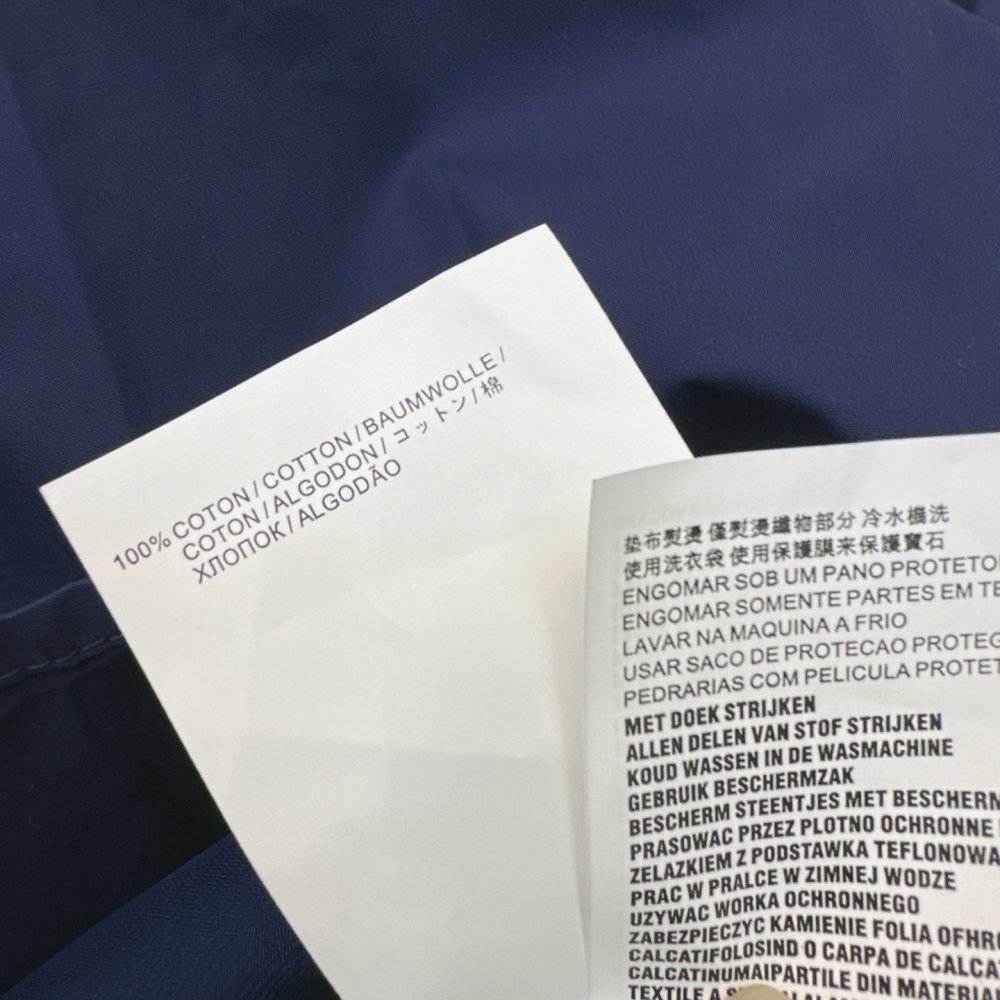 100% COTON / COTTON / BAUMWOLLE /
COTON / ALGODON / コットン / 棉
ХЛОПОК / ALGODÃO
垫布熨烫 僅熨燙纖物部分 冷水機洗
使用洗衣袋 使用保護膜来保護寶石
ENGOMAR SOB UM PANO PROTETO
ENGOMAR SOMENTE PARTES EM TE
LAVAR NA MAQUINA A FRIO
USAR SACO DE PROTECAO PROTEG
PEDRARIAS COM PELICULA PROTET
MET DOEK STRIJKEN
ALLEN DELEN VAN STOF STRIJKEN
KOUD WASSEN IN DE WASMACHINE
GEBRUIK BESCHERMZAK
BESCHERM STEENTJES MET BESCHERM
PRASOWAC PRZEZ PLOTNO OCHRONNE
ZELAZKIEM Z PODSTAWKA TEFLONOWA
PRAC W PRALCE W ZIMNEJ WODZE
UZYWAC WORKA OCHRONNEGO
ZABEZPIECZYC KAMIENIE FOLIA OFHR
CALCATIFOLOSIND O CARPA DE CALCA
CALCATINUMAIPARTILE DIN MATERIA
TEXTILE A